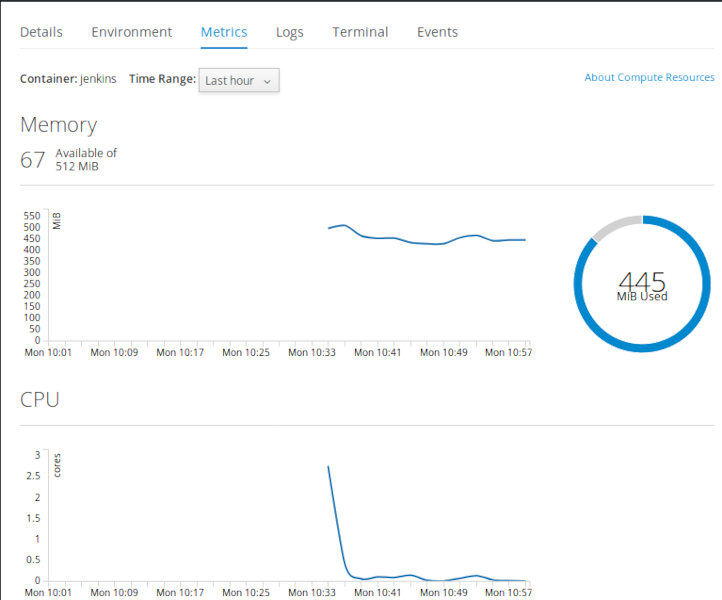 Details Environment Metrics Logs Terminal Events
Container: jenkins Time Range: Last hour About Compute Resources
Memory
67 Available of
512 MiB
MiB
550
500
450
400
350
300
250
200
150
100
50
0
Mon 10:01 Mon 10:09 Mon 10:17 Mon 10:25 Mon 10:33 Mon 10:41 Mon 10:49 Mon 10:57
445
MiB Used
CPU
cores
3
2.5
2
1.5
1
0.5
0
Mon 10:01 Mon 10:09 Mon 10:17 Mon 10:25 Mon 10:33 Mon 10:41 Mon 10:49 Mon 10:57